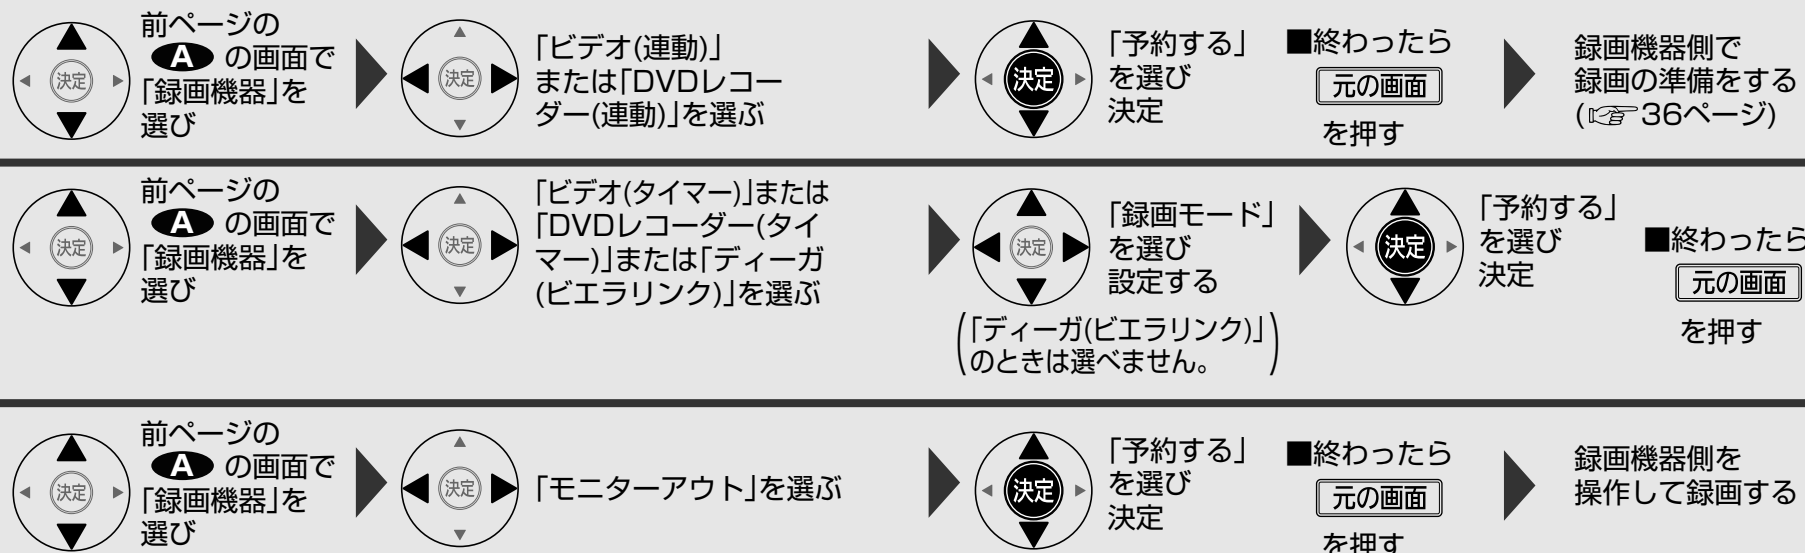 前ページの
A の画面で
「録画機器」を
選び
決定
決定
「ビデオ(連動)」
または「DVDレコー
ダー(連動)」を選ぶ
決定
「予約する」
を選び
決定
■終わったら
元の画面
を押す
録画機器側で
録画の準備をする
(☞36ページ)
前ページの
A の画面で
「録画機器」を
選び
決定
決定
「ビデオ(タイマー)」または
「DVDレコーダー(タイ
マー)」または「ディーガ
(ビエラリンク)」を選ぶ
決定
「録画モード」
を選び
設定する
(「ディーガ(ビエラリンク)」
のときは選べません。)
決定
「予約する」
を選び
決定
■終わったら
元の画面
を押す
前ページの
A の画面で
「録画機器」を
選び
決定
決定
「モニターアウト」を選ぶ
決定
「予約する」
を選び
決定
■終わったら
元の画面
を押す
録画機器側を
操作して録画する